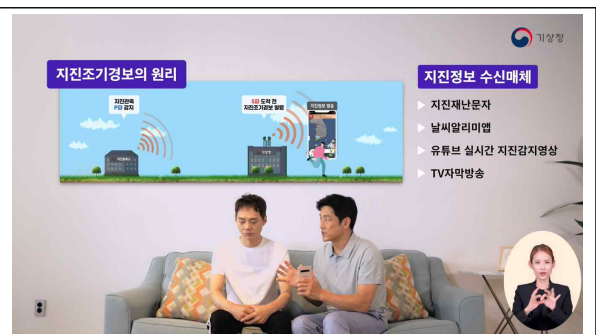 기상청
지진조기경보의 원리
지진관측
P파 감지
S파 도착 전
지진조기경보 발령
지진정보 발송
기상청
지진정보 수신매체
지진재난문자
날씨알리미앱
유튜브 실시간 지진감지영상
TV자막방송